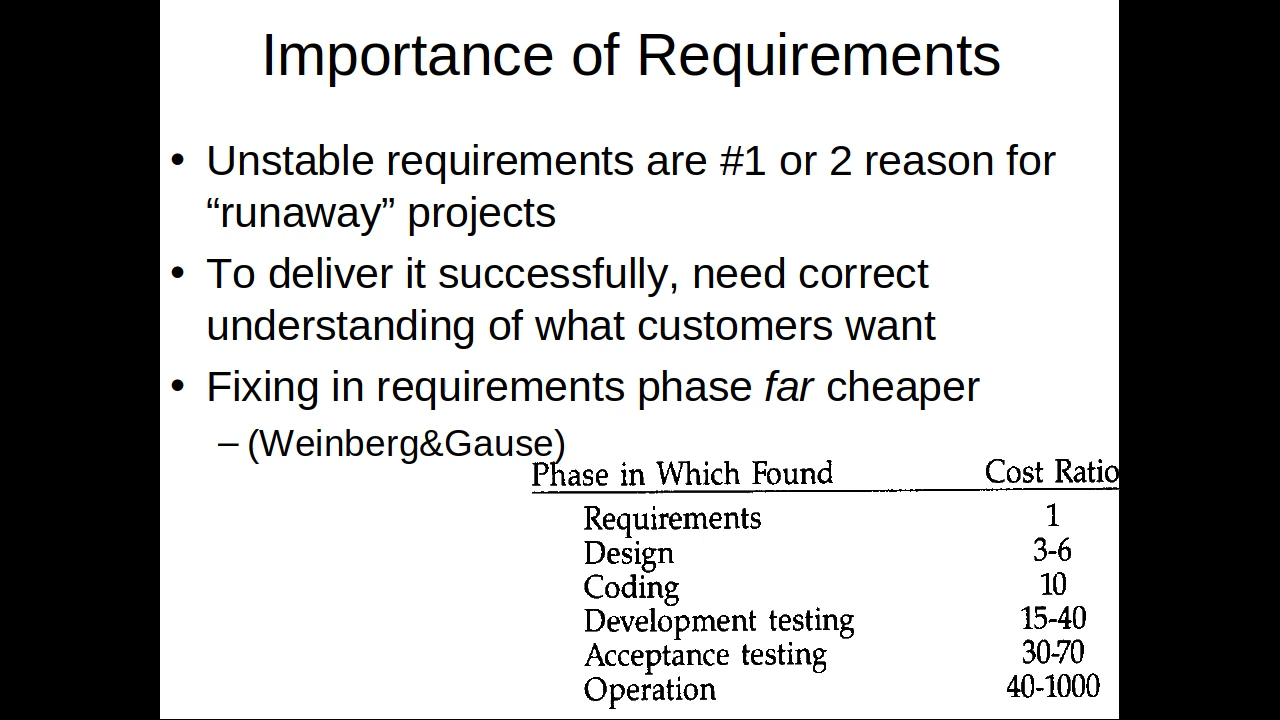 Importance of Requirements
• Unstable requirements are #1 or 2 reason for
“runaway” projects
• To deliver it successfully, need correct
understanding of what customers want
• Fixing in requirements phase far cheaper
– (Weinberg&Gause)
Phase in Which Found Cost Ratio
Requirements 1
Design 3-6
Coding 10
Development testing 15-40
Acceptance testing 30-70
Operation 40-1000